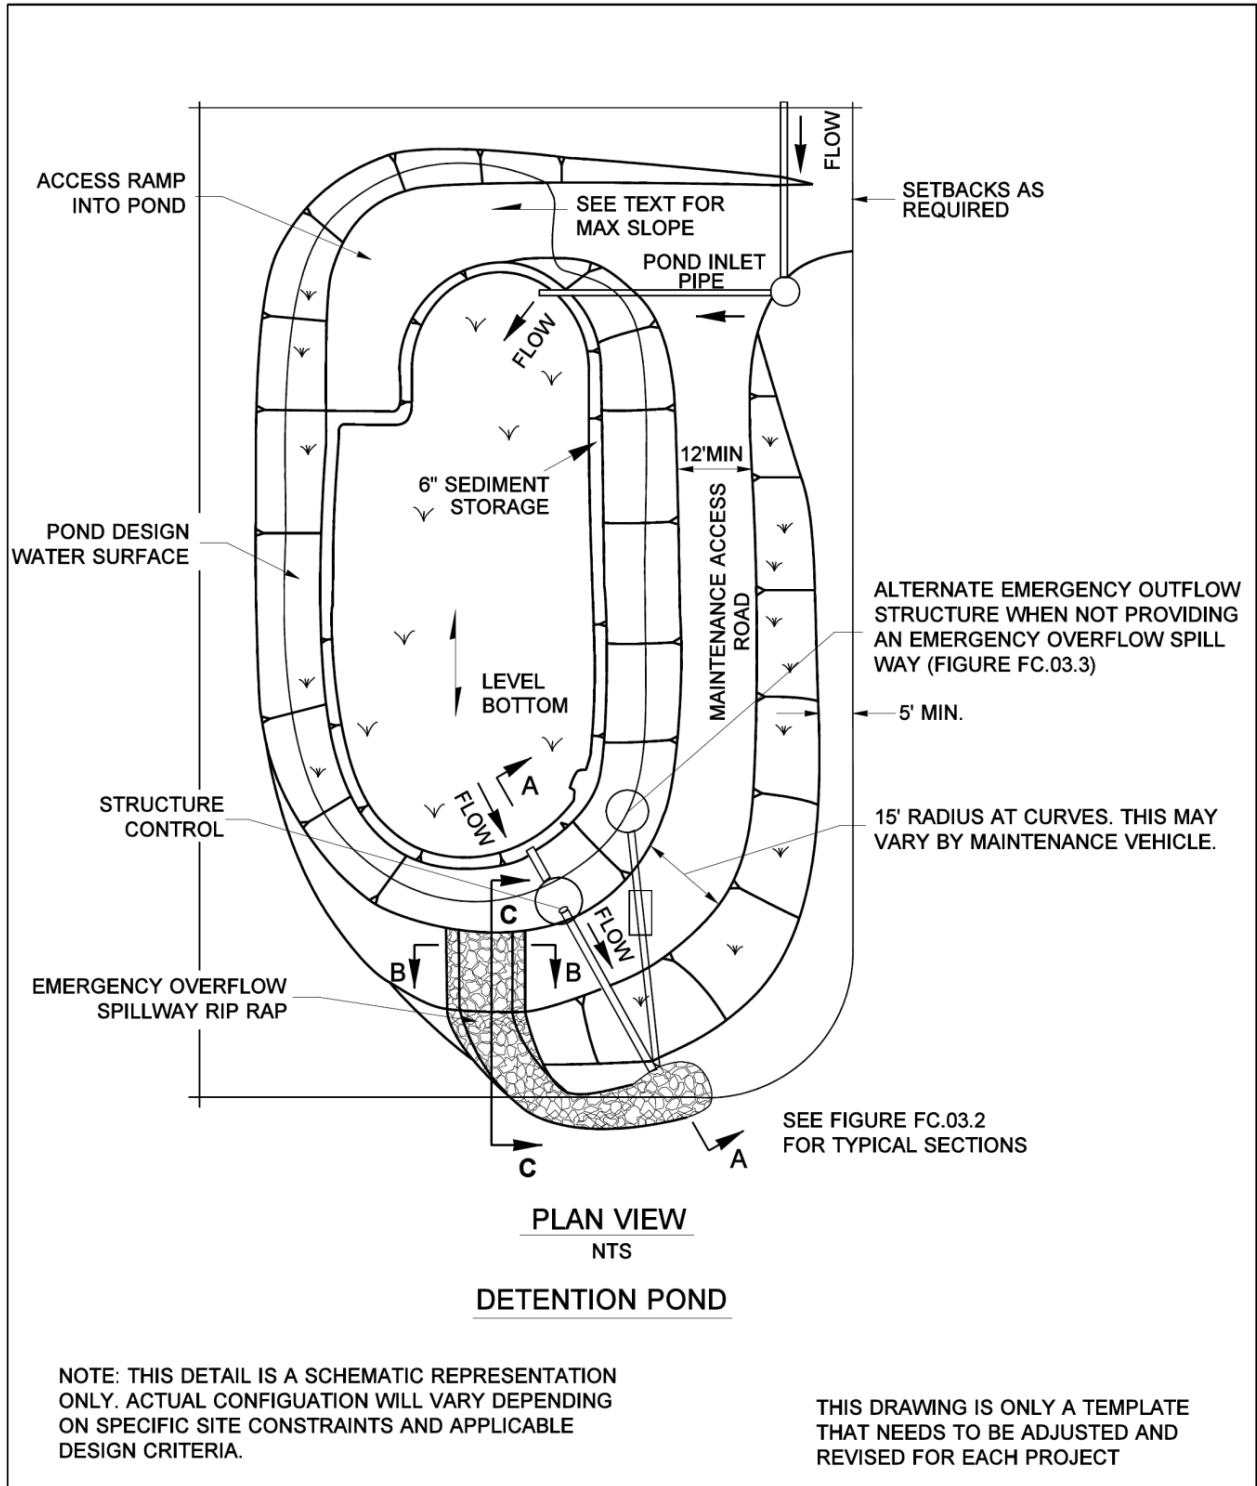 FLOW
ACCESS RAMP
INTO POND
SEE TEXT FOR
MAX SLOPE
SETBACKS AS
REQUIRED
POND INLET
PIPE
FLOW
12'MIN
6" SEDIMENT
STORAGE
MAINTENANCE ACCESS
ROAD
POND DESIGN
WATER SURFACE
ALTERNATE EMERGENCY OUTFLOW
STRUCTURE WHEN NOT PROVIDING
AN EMERGENCY OVERFLOW SPILL
WAY (FIGURE FC.03.3)
LEVEL
BOTTOM
5' MIN.
A
FLOW
STRUCTURE
CONTROL
15' RADIUS AT CURVES. THIS MAY
VARY BY MAINTENANCE VEHICLE.
C
FLOW
B
B
EMERGENCY OVERFLOW
SPILLWAY RIP RAP
SEE FIGURE FC.03.2
FOR TYPICAL SECTIONS
C
A
PLAN VIEW
NTS
DETENTION POND
NOTE: THIS DETAIL IS A SCHEMATIC REPRESENTATION
ONLY. ACTUAL CONFIGUATION WILL VARY DEPENDING
ON SPECIFIC SITE CONSTRAINTS AND APPLICABLE
DESIGN CRITERIA.
THIS DRAWING IS ONLY A TEMPLATE
THAT NEEDS TO BE ADJUSTED AND
REVISED FOR EACH PROJECT